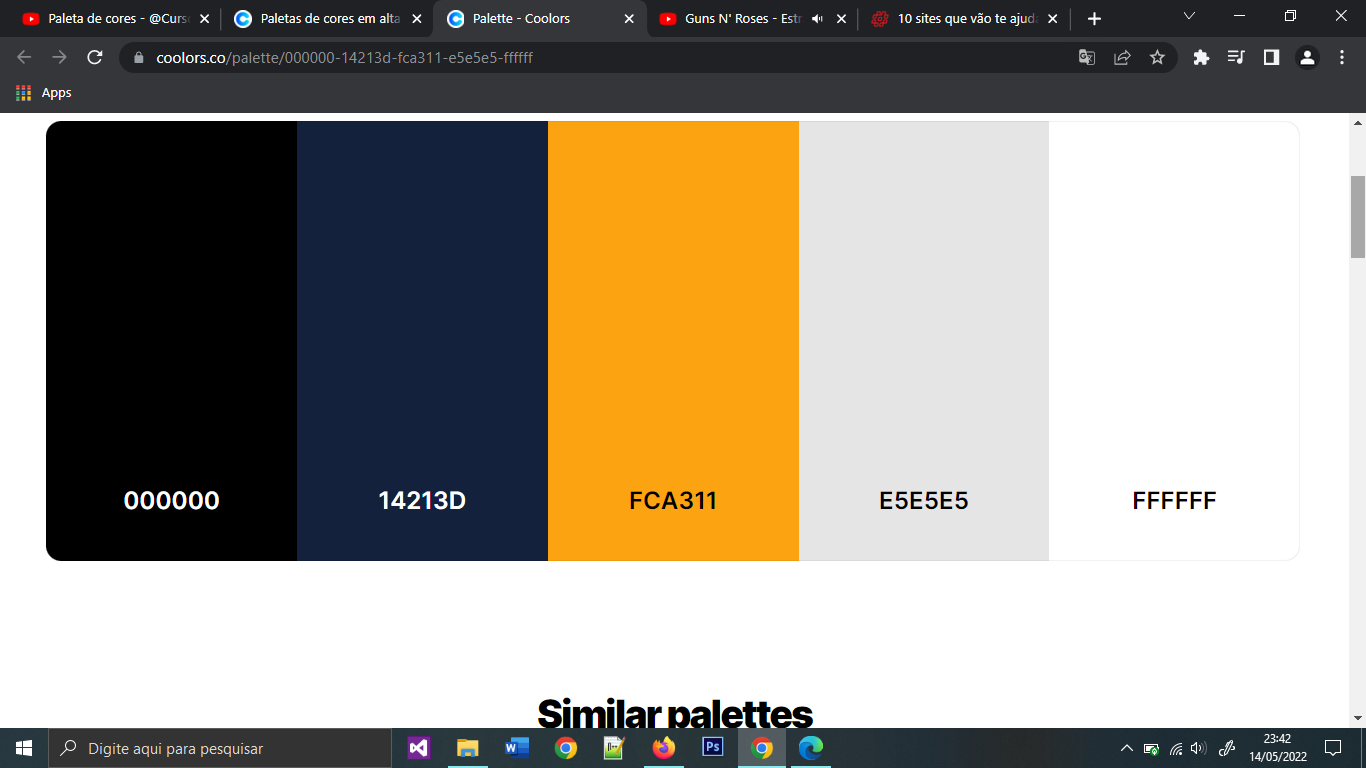 Paleta de cores - @Curs
Paletas de cores em alta
Palette - Coolors
Guns N' Roses - Estr
10 sites que vão te ajuda
coolors.co/palette/000000-14213d-fca311-e5e5e5-ffffff
Apps
000000
14213D
FCA311
E5E5E5
FFFFFF
Similar palettes
Digite aqui para pesquisar
Ps
23:42
14/05/2022